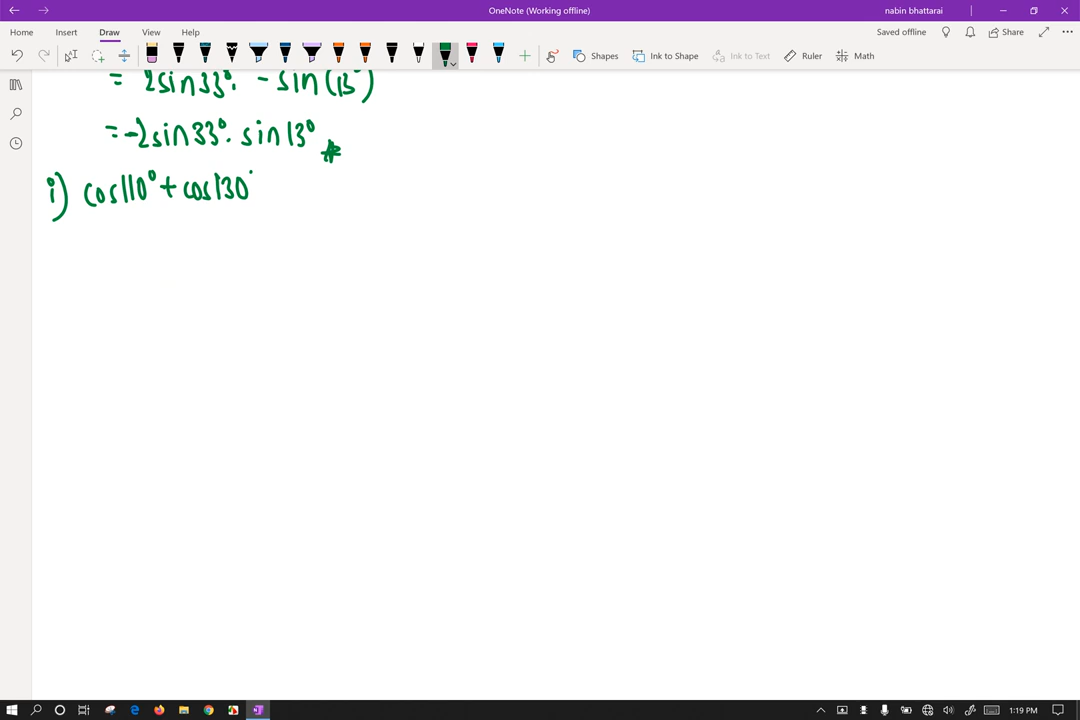 OneNote (Working offline)
nabin bhattarai
Home Insert Draw View Help
Saved offline
Share
Shapes
Ink to Shape
Ink to Text
Ruler
Math
= 2sin33°. - sin(13°)
= -2sin33°. sin13°
i) cos110° + cos130°
1:19 PM